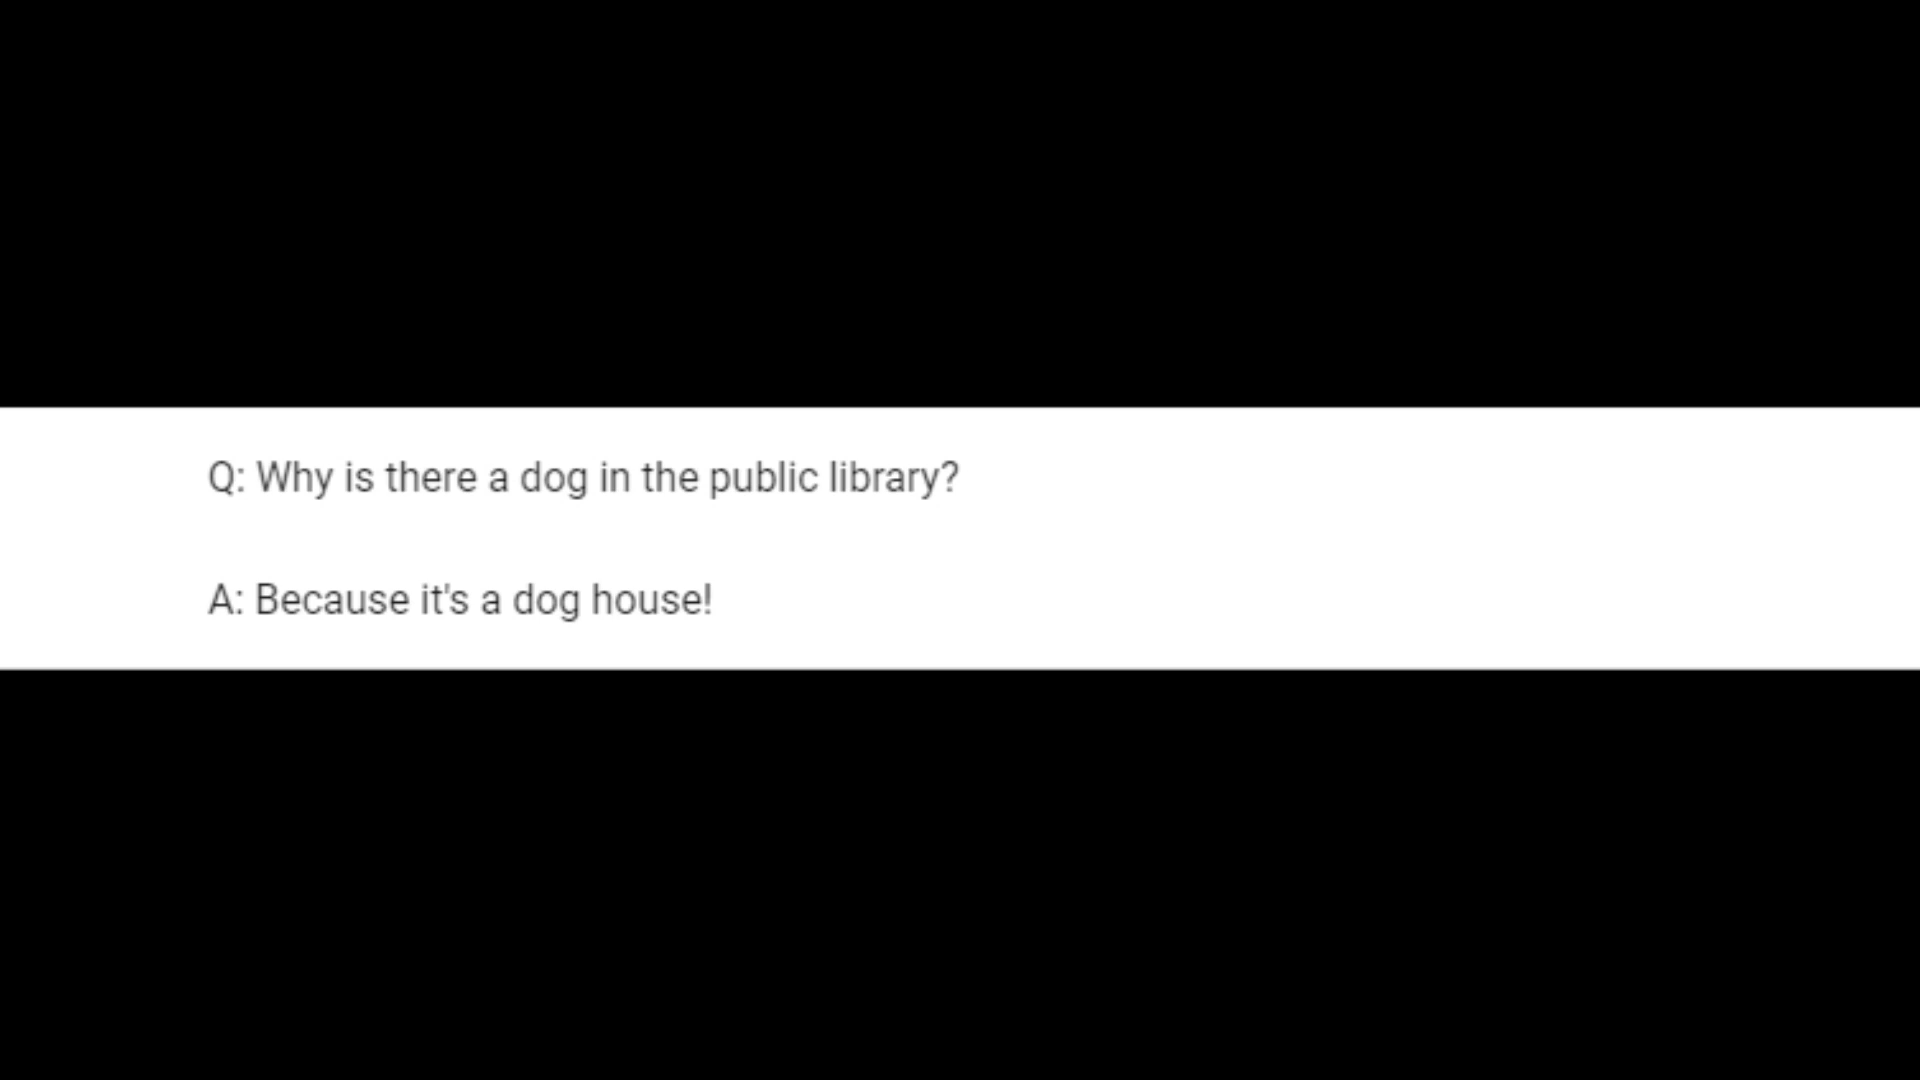 Q: Why is there a dog in the public library?
A: Because it's a dog house!